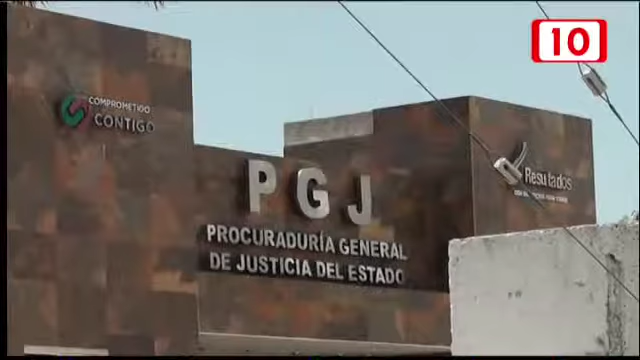 10
COMPROMETIDO
CONTIGO
PGJ
PROCURADURÍA GENERAL
DE JUSTICIA DEL ESTADO
Resultados